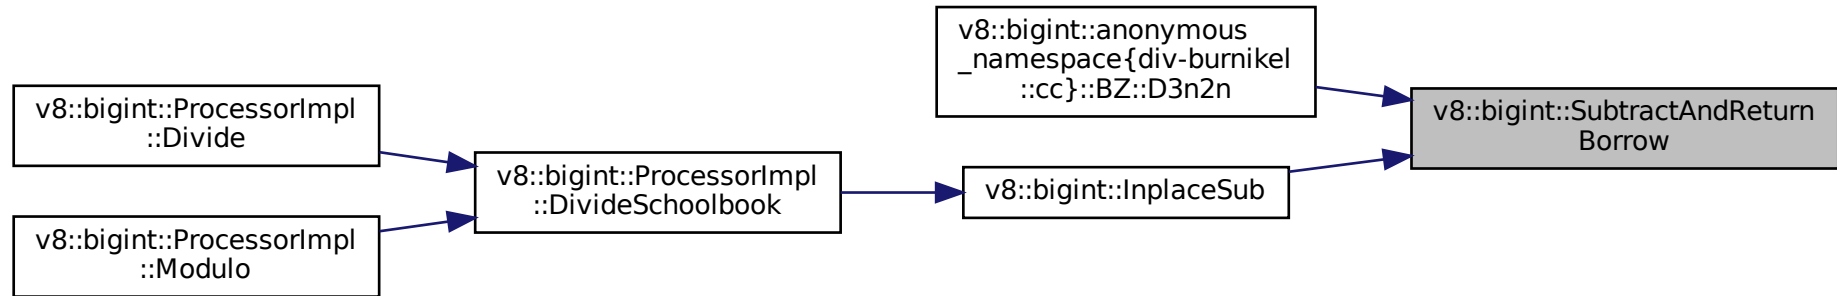 v8::bigint::ProcessorImpl
::Divide
v8::bigint::ProcessorImpl
::Modulo
v8::bigint::ProcessorImpl
::DivideSchoolbook
v8::bigint::anonymous
_namespace{div-burnikel
::cc}::BZ::D3n2n
v8::bigint::InplaceSub
v8::bigint::SubtractAndReturn
Borrow